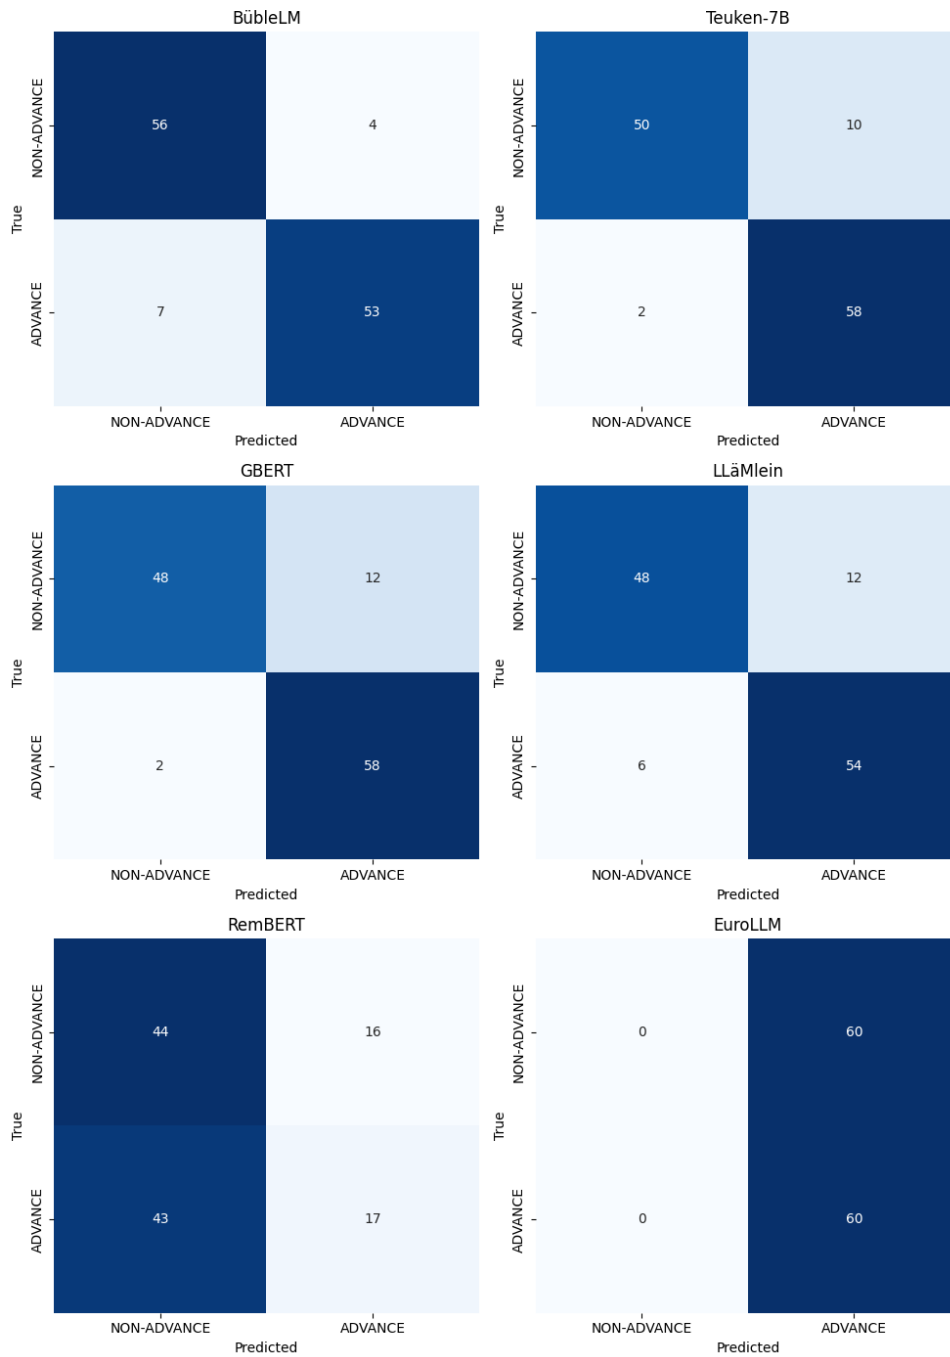 BübleLM
NON-ADVANCE
56
4
True
ADVANCE
7
53
NON-ADVANCE
ADVANCE
Predicted
Teuken-7B
NON-ADVANCE
50
10
True
ADVANCE
2
58
NON-ADVANCE
ADVANCE
Predicted
GBERT
NON-ADVANCE
48
12
True
ADVANCE
2
58
NON-ADVANCE
ADVANCE
Predicted
LLäMlein
NON-ADVANCE
48
12
True
ADVANCE
6
54
NON-ADVANCE
ADVANCE
Predicted
RemBERT
NON-ADVANCE
44
16
True
ADVANCE
43
17
NON-ADVANCE
ADVANCE
Predicted
EuroLLM
NON-ADVANCE
0
60
True
ADVANCE
0
60
NON-ADVANCE
ADVANCE
Predicted